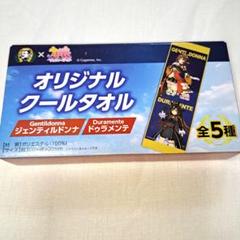 ×
© Cygames, Inc.
オリジナル
クールタオル
Gentildonna
ジェンティルドンナ
Duramente
ドゥラメンテ
GENTILDONNA
DURAMENTE
全5種